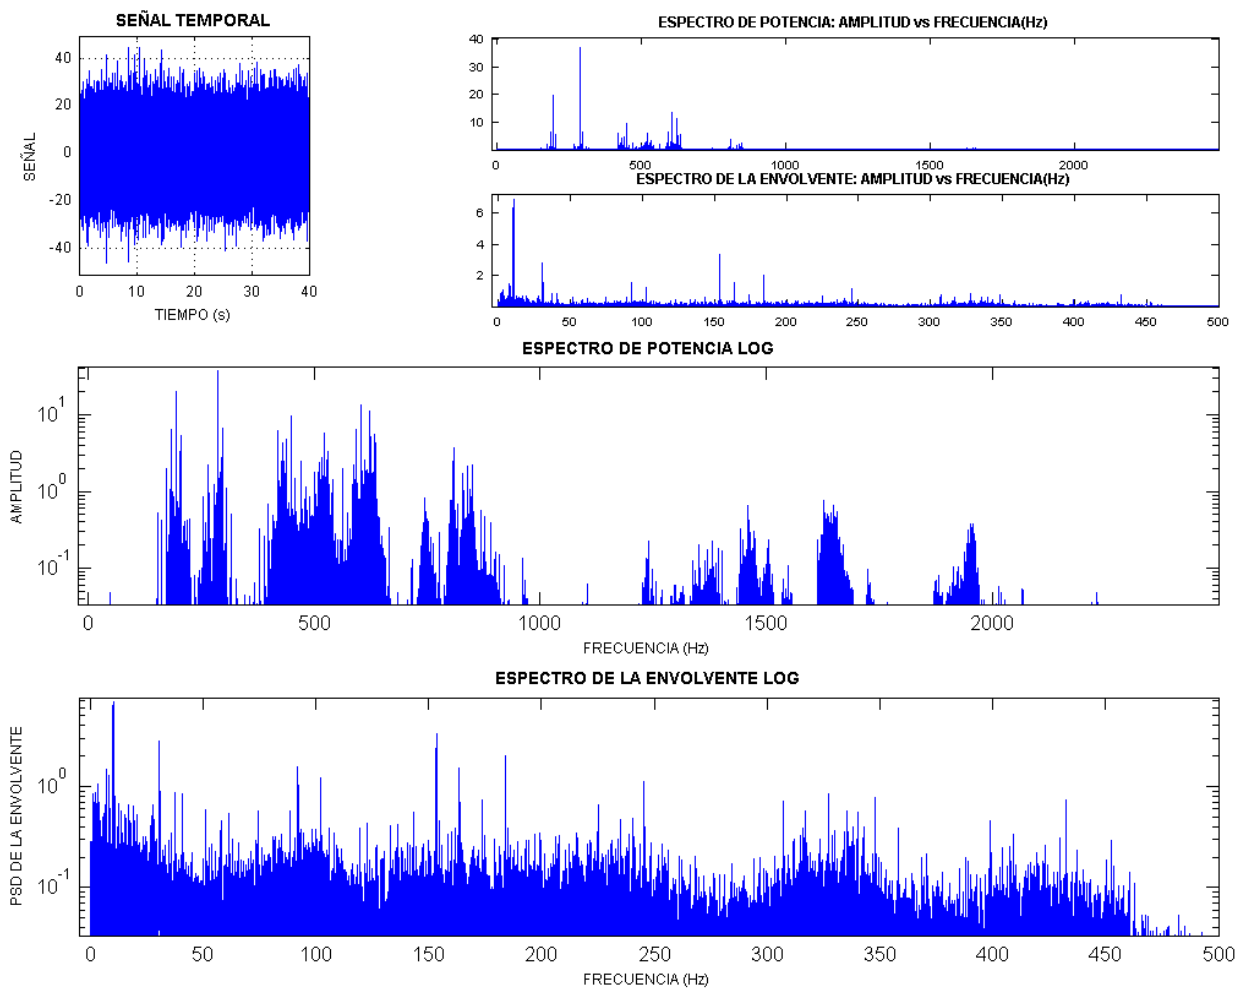 SEÑAL TEMPORAL
SEÑAL
40
20
0
-20
-40
0 10 20 30 40
TIEMPO (s)
ESPECTRO DE POTENCIA: AMPLITUD vs FRECUENCIA(Hz)
40
30
20
10
0 500 1000 1500 2000
ESPECTRO DE LA ENVOLVENTE: AMPLITUD vs FRECUENCIA(Hz)
6
4
2
0 50 100 150 200 250 300 350 400 450 500
ESPECTRO DE POTENCIA LOG
AMPLITUD
10^1
10^0
10^-1
0 500 1000 1500 2000
FRECUENCIA (Hz)
ESPECTRO DE LA ENVOLVENTE LOG
PSD DE LA ENVOLVENTE
10^0
10^-1
0 50 100 150 200 250 300 350 400 450 500
FRECUENCIA (Hz)